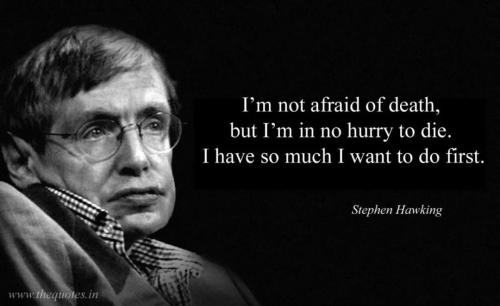 I'm not afraid of death,
but I'm in no hurry to die.
I have so much I want to do first.
Stephen Hawking
www.thequotes.in